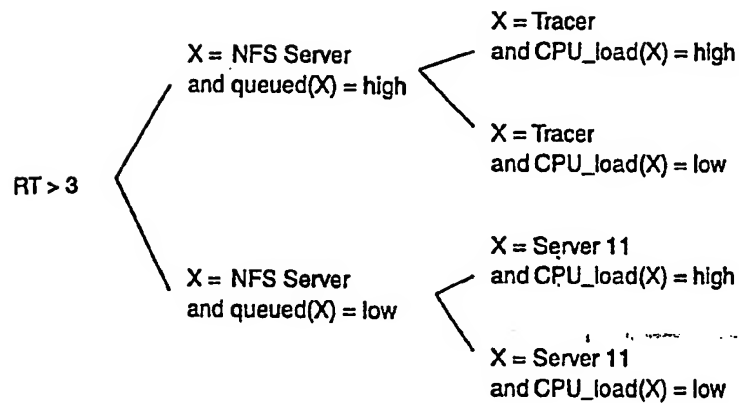 X = Tracer
and CPU_load(X) = high
X = NFS Server
and queued(X) = high
X = Tracer
and CPU_load(X) = low
RT > 3
X = Server 11
and CPU_load(X) = high
X = NFS Server
and queued(X) = low
X = Server 11
and CPU_load(X) = low